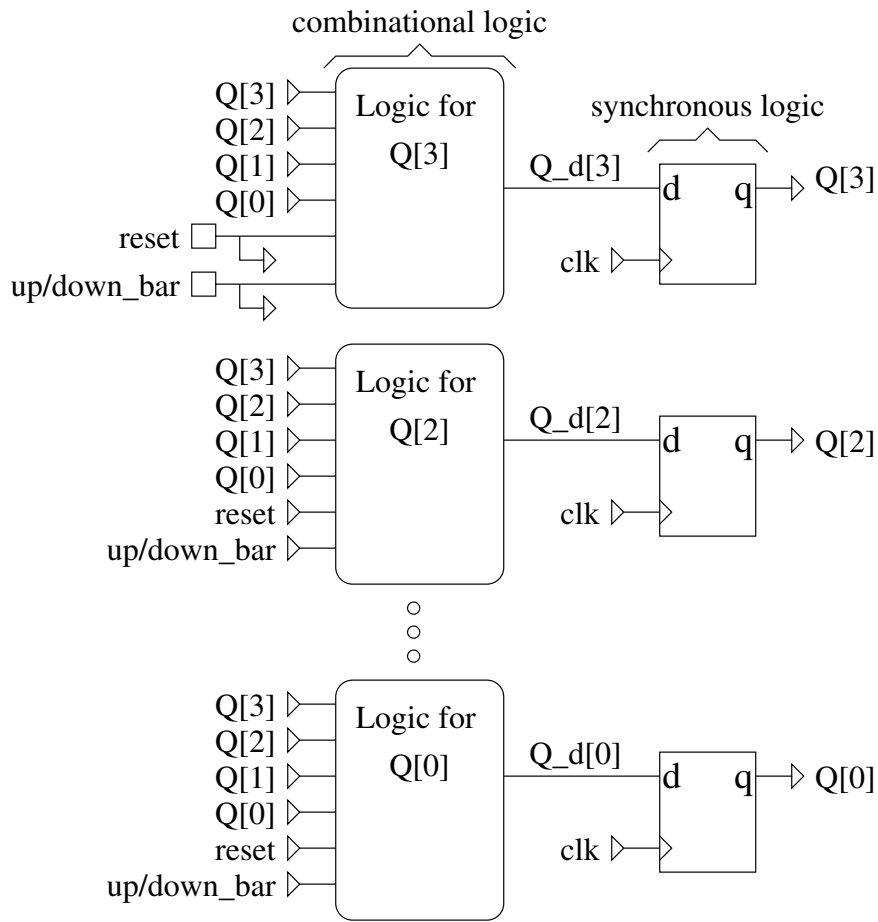 combinational logic
Q[3]
Q[2]
Q[1]
Q[0]
reset
up/down_bar
Logic for
Q[3]
synchronous logic
Q_d[3]
d
q
Q[3]
clk
Q[3]
Q[2]
Q[1]
Q[0]
reset
up/down_bar
Logic for
Q[2]
Q_d[2]
d
q
Q[2]
clk
Q[3]
Q[2]
Q[1]
Q[0]
reset
up/down_bar
Logic for
Q[0]
Q_d[0]
d
q
Q[0]
clk